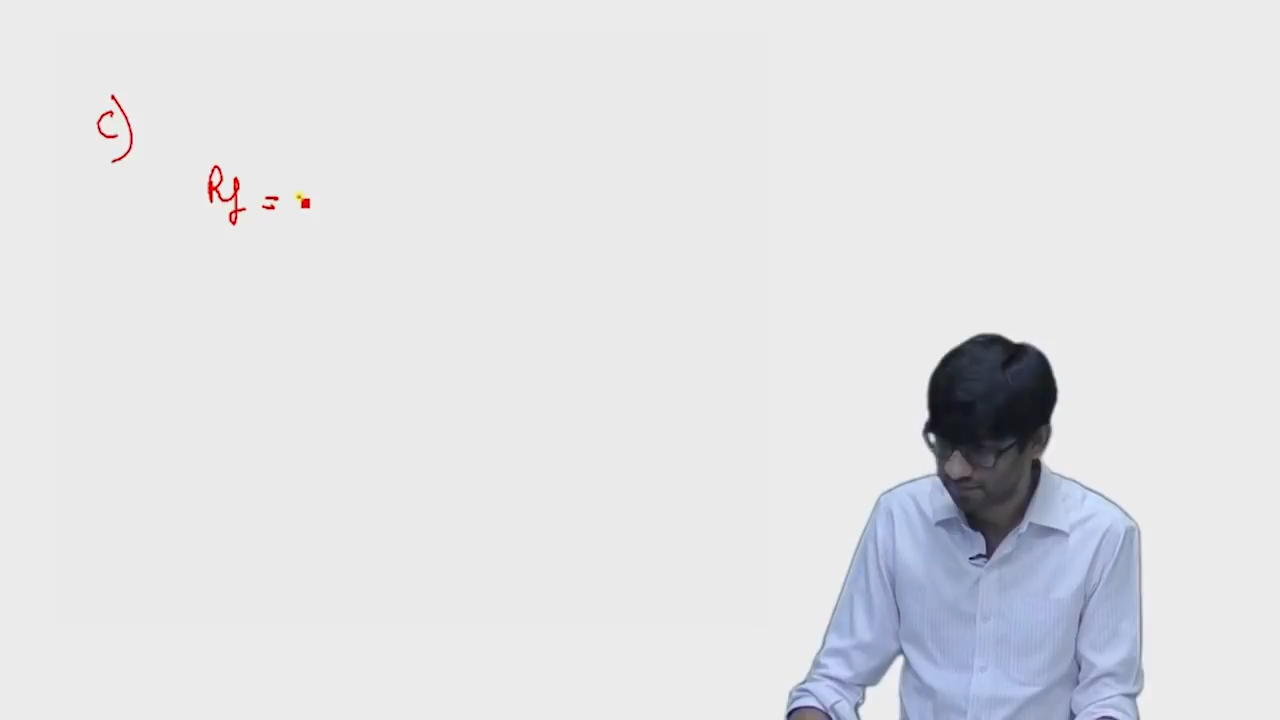 c)
Rf =